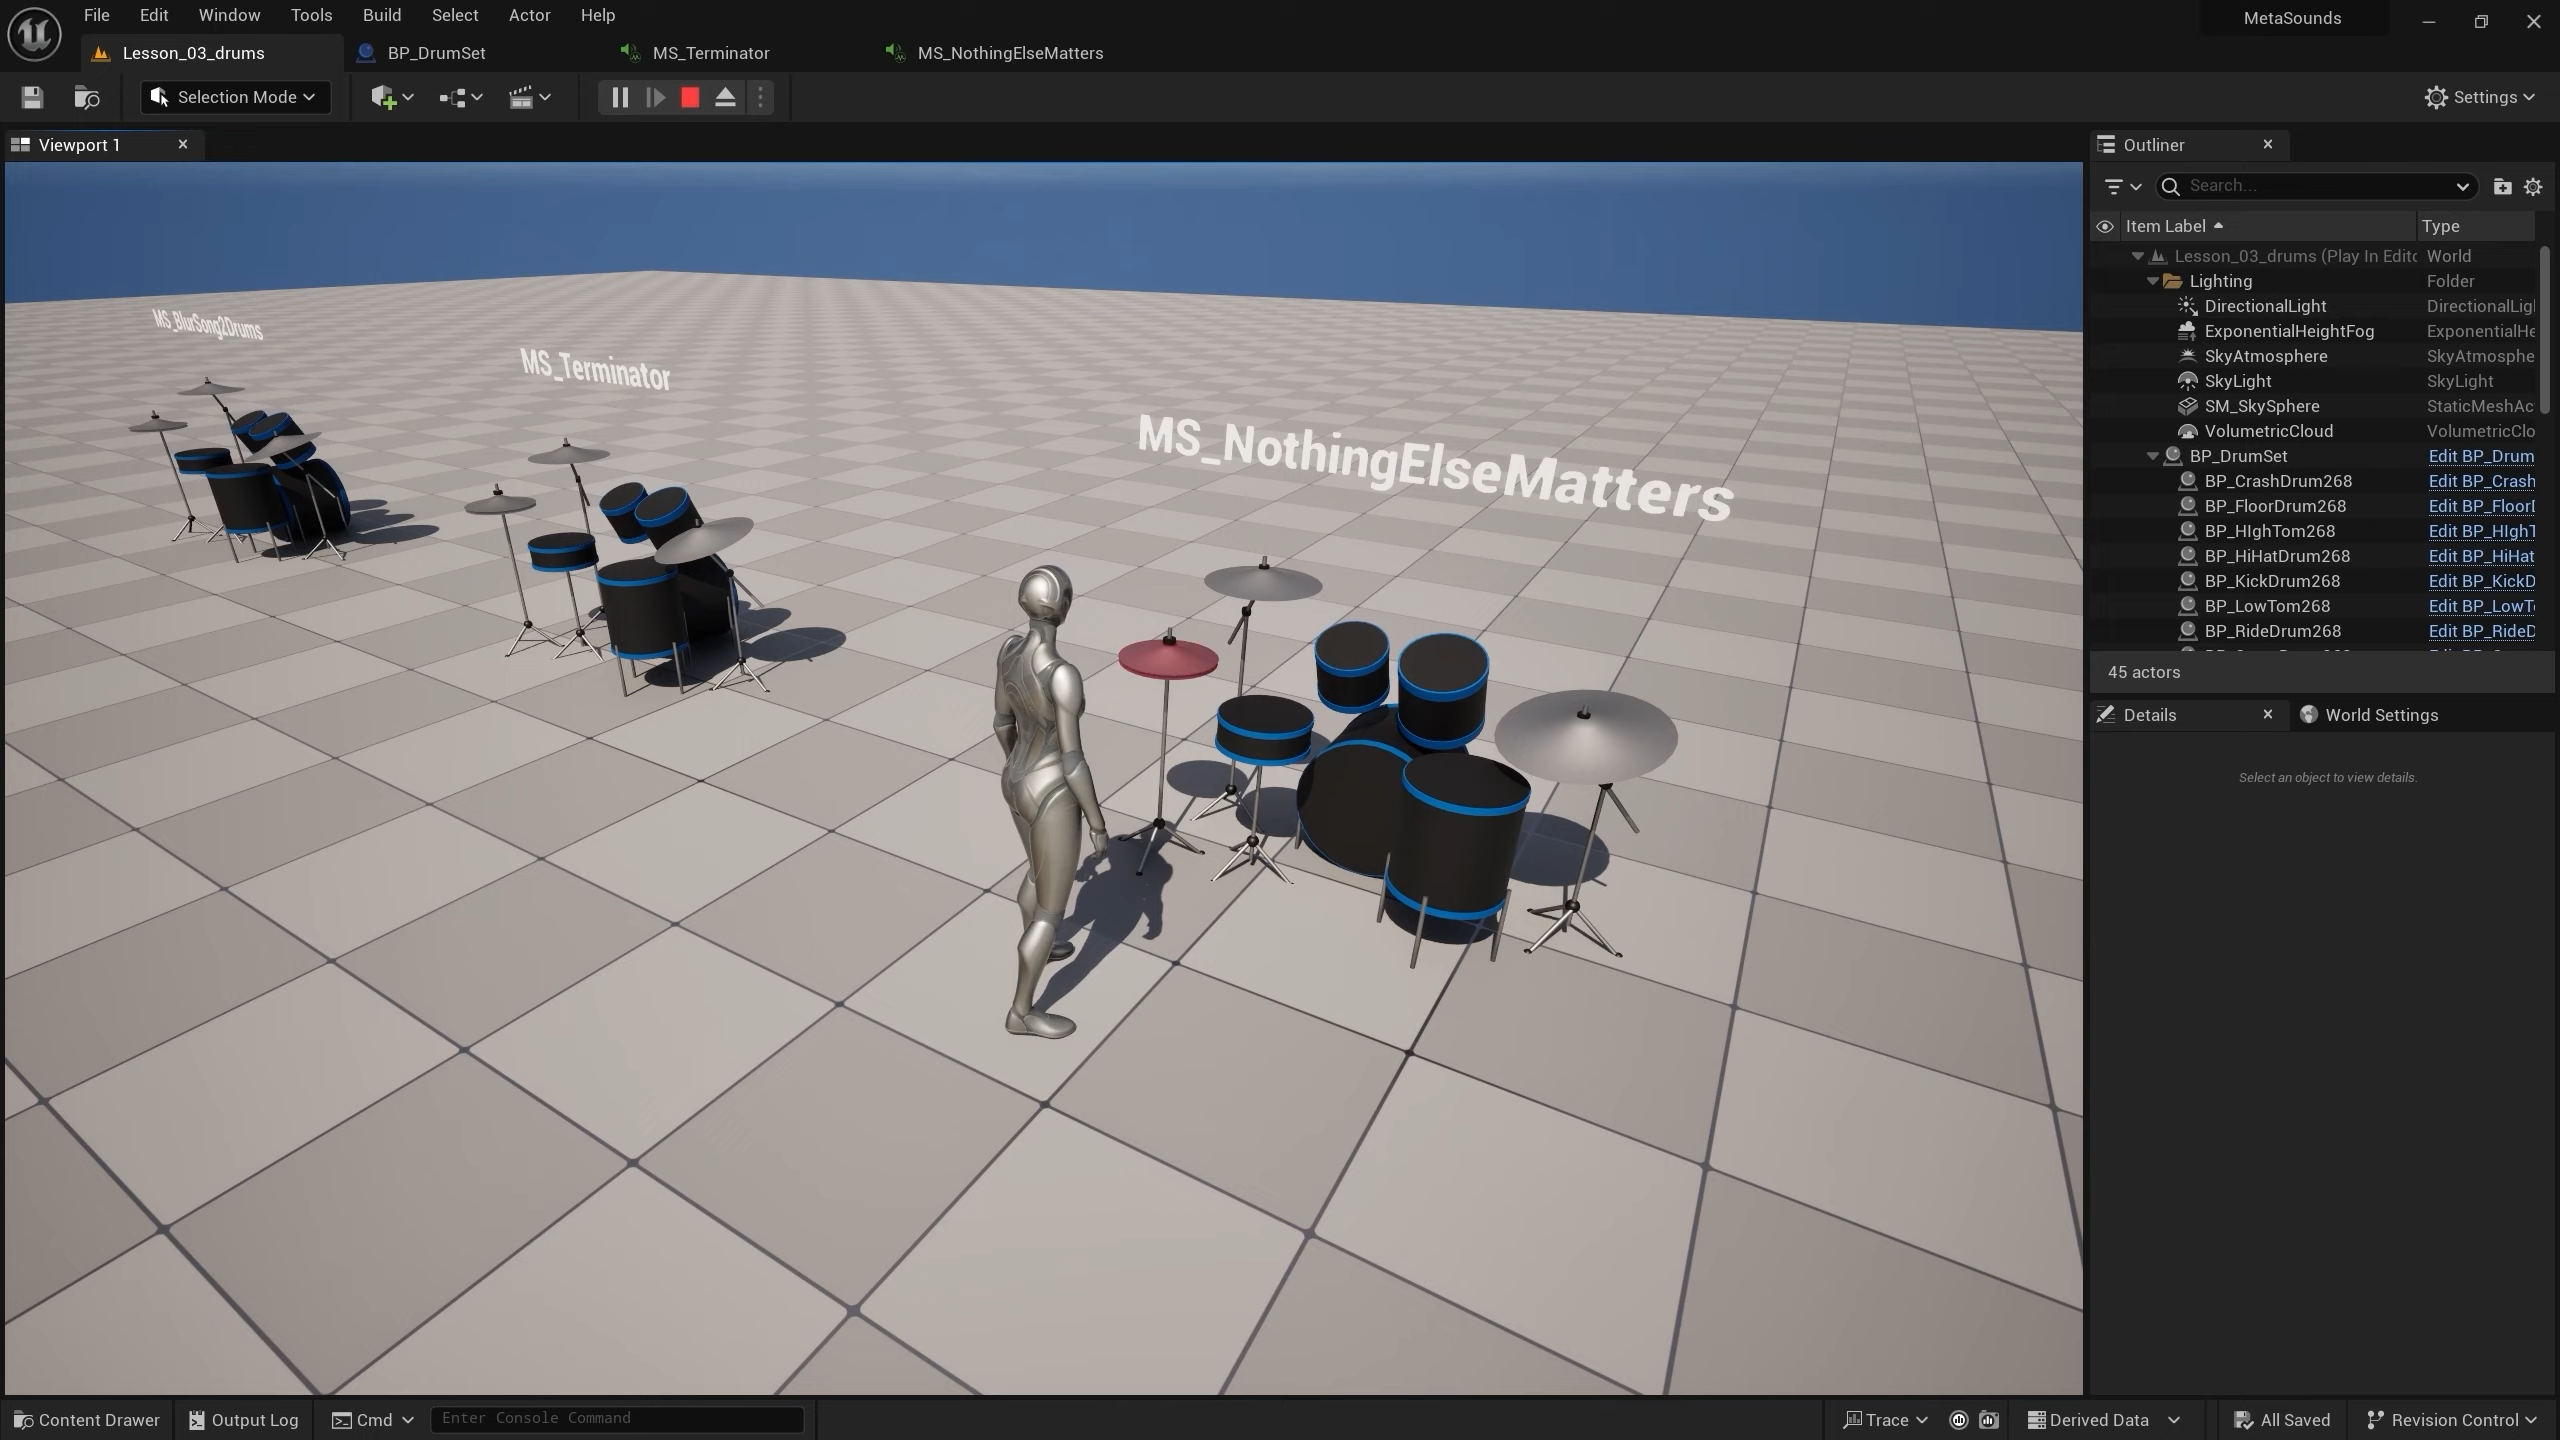 File Edit Window Tools Build Select Actor Help
MetaSounds
Lesson_03_drums BP_DrumSet MS_Terminator MS_NothingElseMatters
Selection Mode
Settings
Viewport 1
Outliner
Search...
Item Label Type
Lesson_03_drums (Play In Edito World
Lighting Folder
DirectionalLight DirectionalLig
ExponentialHeightFog ExponentialHe
SkyAtmosphere SkyAtmosphe
SkyLight SkyLight
SM_SkySphere StaticMeshAc
VolumetricCloud VolumetricClo
BP_DrumSet Edit BP_Drum
BP_CrashDrum268 Edit BP_Crash
BP_FloorDrum268 Edit BP_FloorD
BP_HIghTom268 Edit BP_HIghT
BP_HiHatDrum268 Edit BP_HiHat
BP_KickDrum268 Edit BP_KickD
BP_LowTom268 Edit BP_LowTo
BP_RideDrum268 Edit BP_RideD
45 actors
Details World Settings
Select an object to view details.
MS_BlurSong2Drums
MS_Terminator
MS_NothingElseMatters
Content Drawer Output Log Cmd Enter Console Command Trace Derived Data All Saved Revision Control